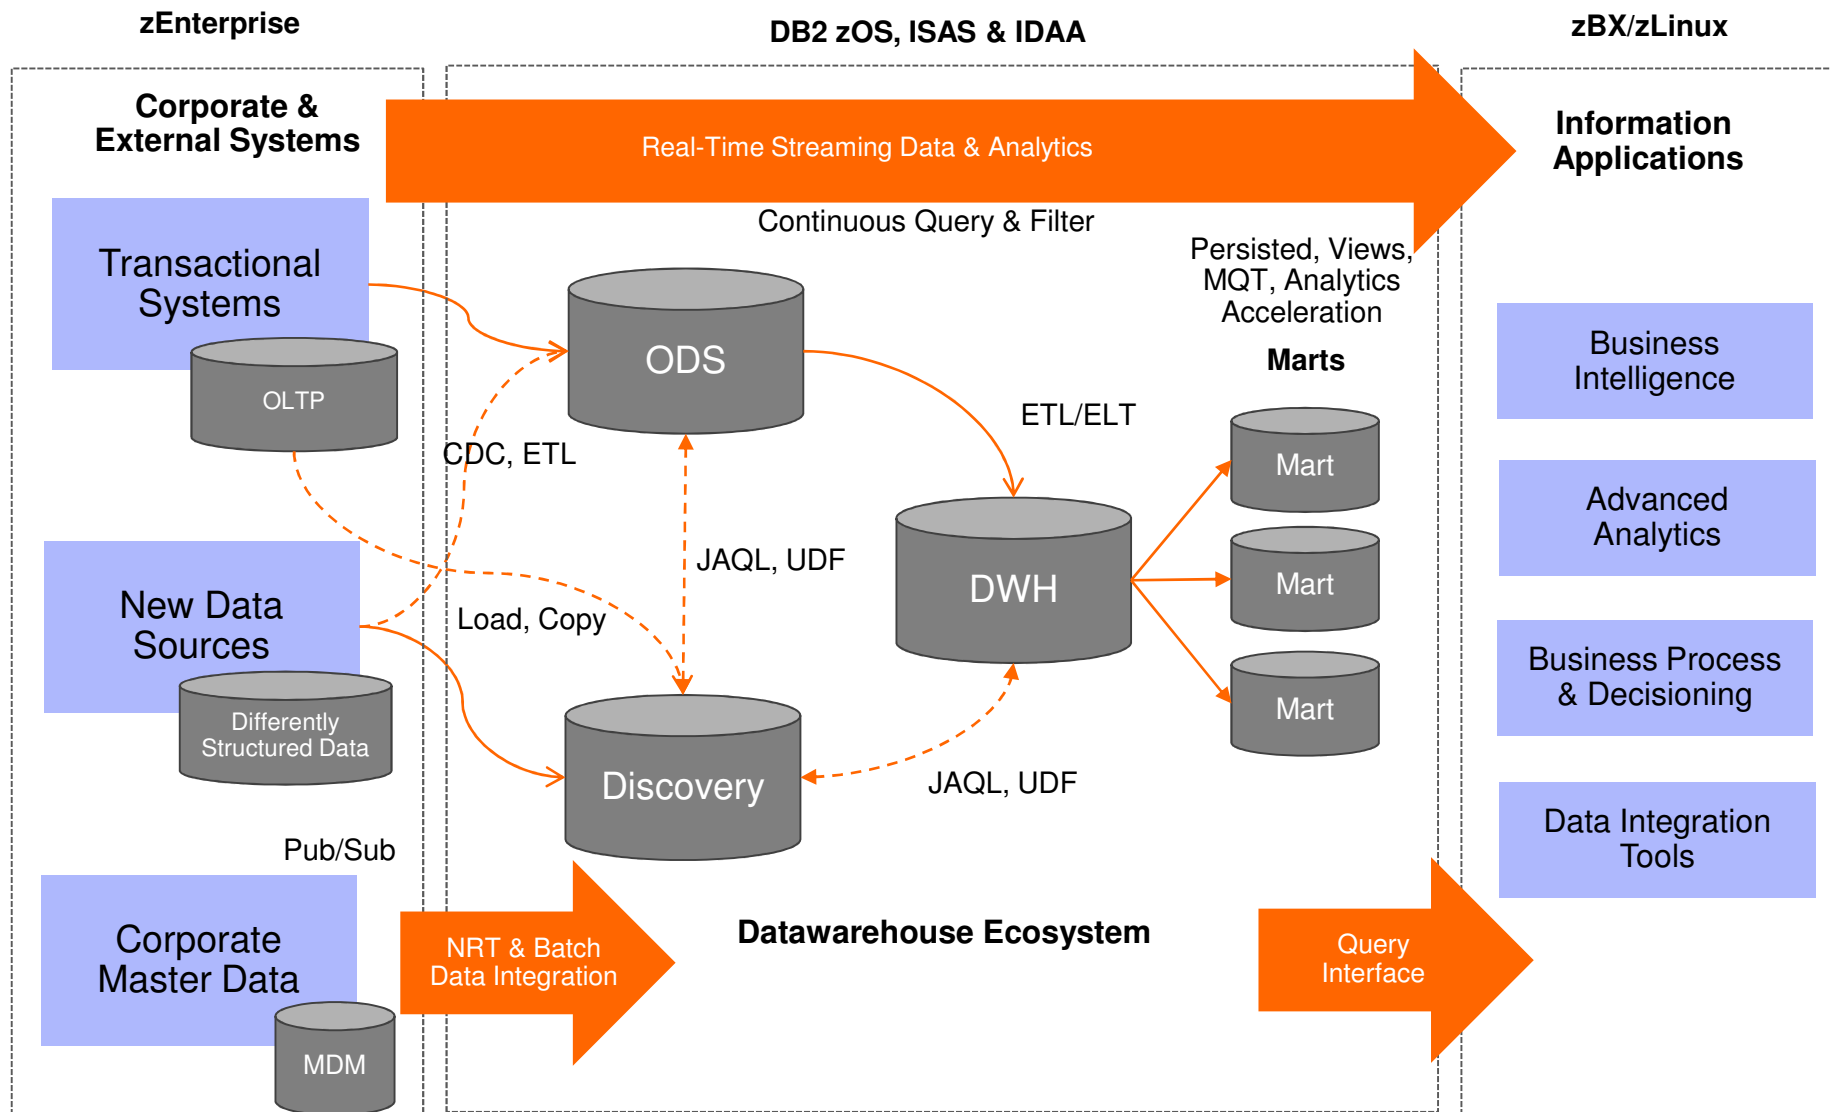 zEnterprise
DB2 zOS, ISAS & IDAA
zBX/zLinux
Corporate &
External Systems
Real-Time Streaming Data & Analytics
Information
Applications
Continuous Query & Filter
Transactional
Systems
OLTP
ODS
Persisted, Views,
MQT, Analytics
Acceleration
Marts
Business
Intelligence
ETL/ELT
CDC, ETL
Mart
Advanced
Analytics
JAQL, UDF
DWH
Mart
New Data
Sources
Load, Copy
Business Process
& Decisioning
Mart
Differently
Structured Data
Discovery
JAQL, UDF
Data Integration
Tools
Pub/Sub
Corporate
Master Data
MDM
NRT & Batch
Data Integration
Datawarehouse Ecosystem
Query
Interface